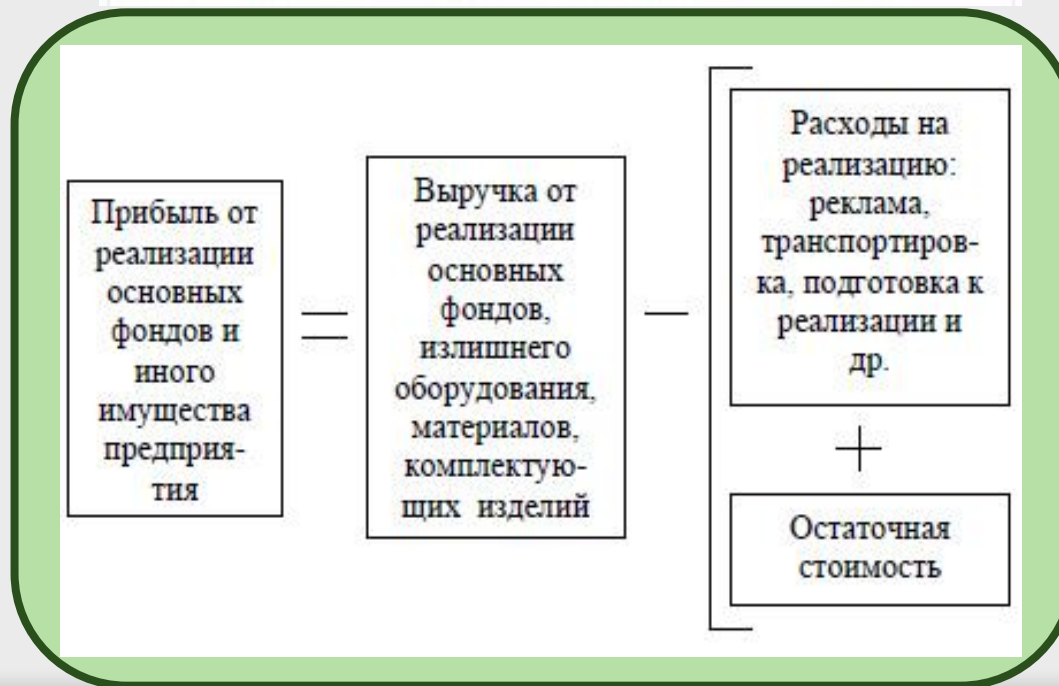 Прибыль от
реализации
основных
фондов и
иного
имущества
предприя-
тия
=
Выручка от
реализации
основных
фондов,
излишнего
оборудования,
материалов,
комплектую-
щих изделий
—
Расходы на
реализацию:
реклама,
транспортиров-
ка, подготовка к
реализации и
др.
+
Остаточная
стоимость